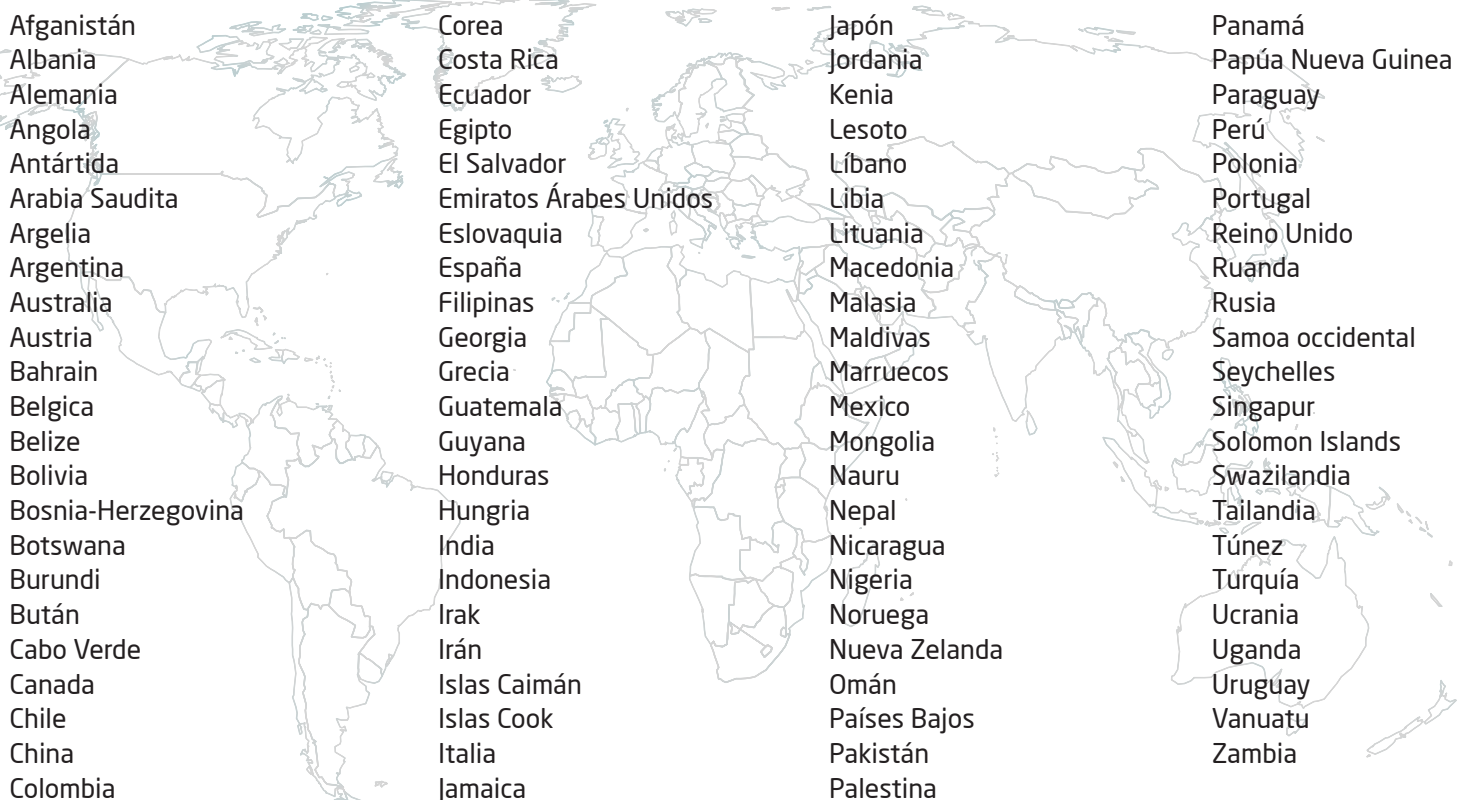 Afganistán
Albania
Alemania
Angola
Antártida
Arabia Saudita
Argelia
Argentina
Australia
Austria
Bahrain
Belgica
Belize
Bolivia
Bosnia-Herzegovina
Botswana
Burundi
Bután
Cabo Verde
Canada
Chile
China
Colombia
Corea
Costa Rica
Ecuador
Egipto
El Salvador
Emiratos Árabes Unidos
Eslovaquia
España
Filipinas
Georgia
Grecia
Guatemala
Guyana
Honduras
Hungria
India
Indonesia
Irak
Irán
Islas Caimán
Islas Cook
Italia
Jamaica
Japón
Jordania
Kenia
Lesoto
Líbano
Libia
Lituania
Macedonia
Malasia
Maldivas
Marruecos
Mexico
Mongolia
Nauru
Nepal
Nicaragua
Nigeria
Noruega
Nueva Zelanda
Omán
Países Bajos
Pakistán
Palestina
Panamá
Papúa Nueva Guinea
Paraguay
Perú
Polonia
Portugal
Reino Unido
Ruanda
Rusia
Samoa occidental
Seychelles
Singapur
Solomon Islands
Swazilandia
Tailandia
Túnez
Turquía
Ucrania
Uganda
Uruguay
Vanuatu
Zambia